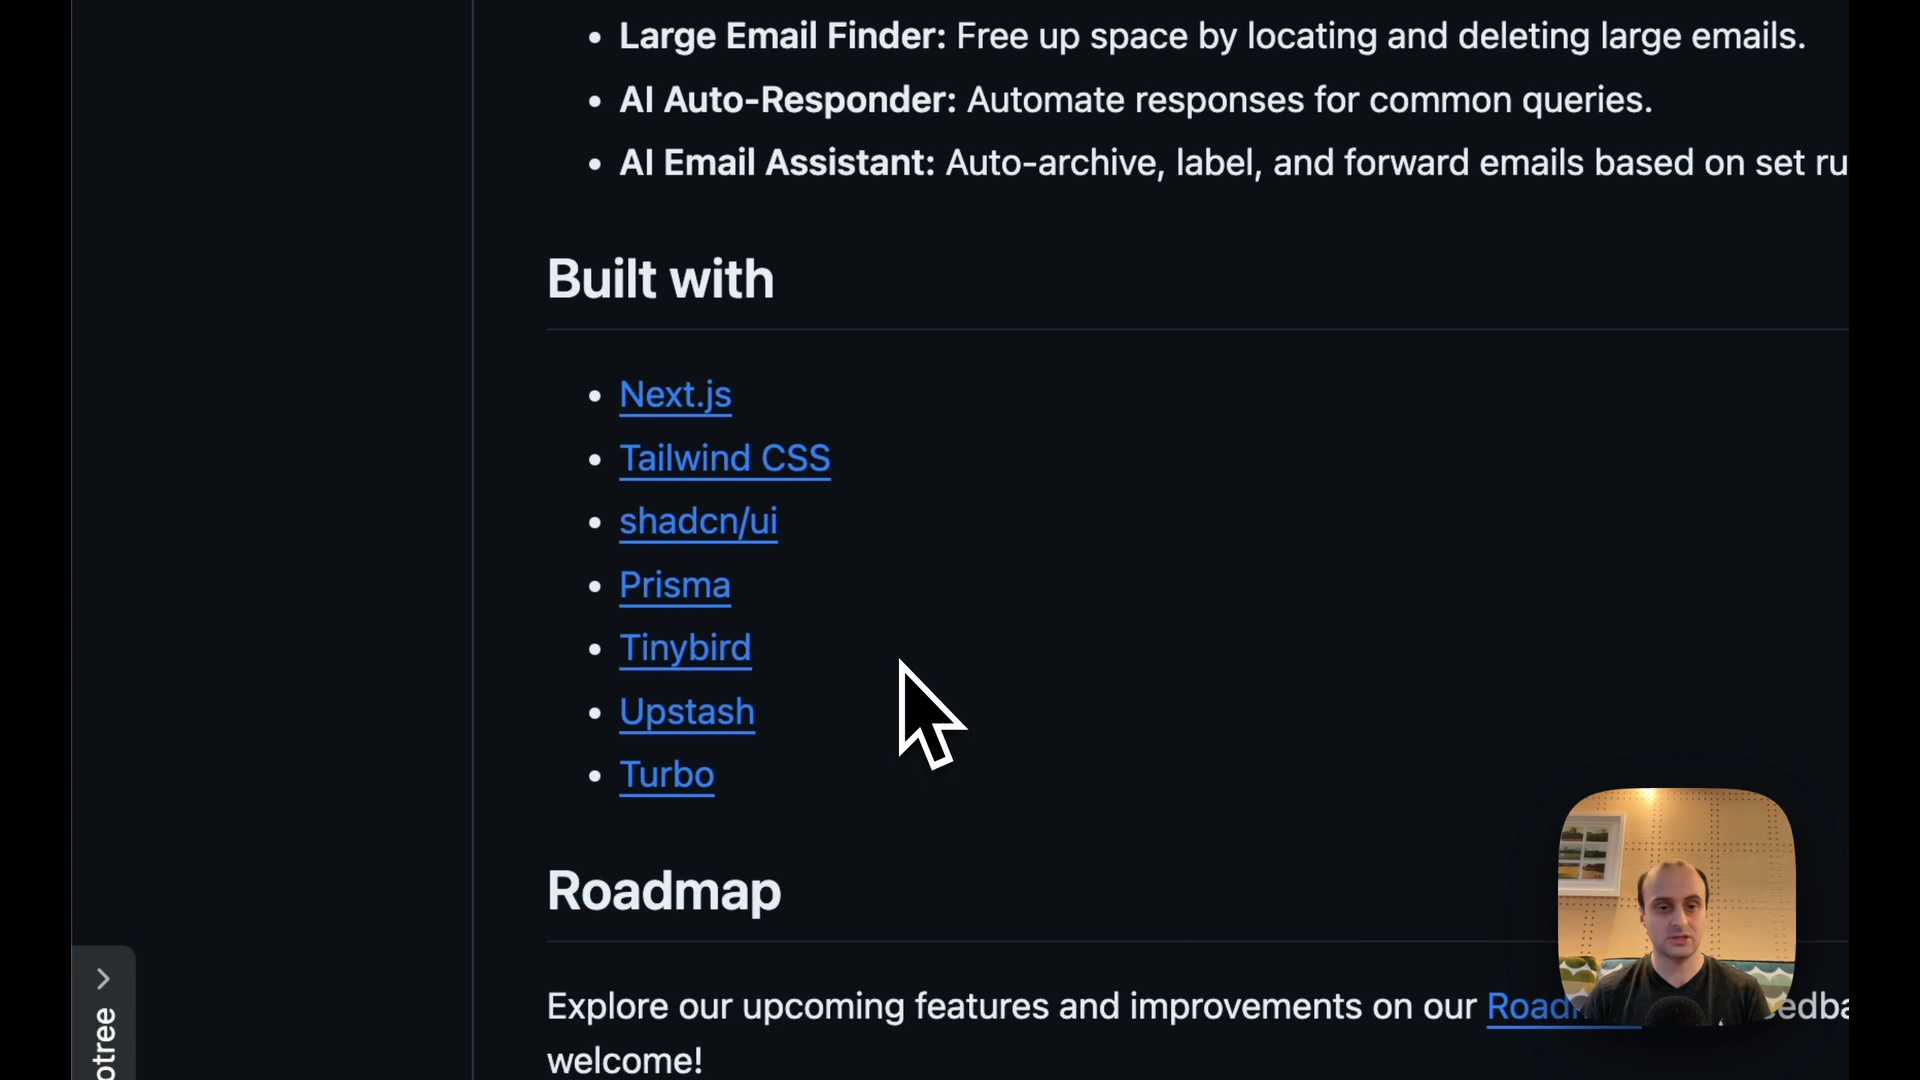 Large Email Finder: Free up space by locating and deleting large emails.
AI Auto-Responder: Automate responses for common queries.
AI Email Assistant: Auto-archive, label, and forward emails based on set ru
Built with
Next.js
Tailwind CSS
shadcn/ui
Prisma
Tinybird
Upstash
Turbo
Roadmap
Explore our upcoming features and improvements on our
welcome!